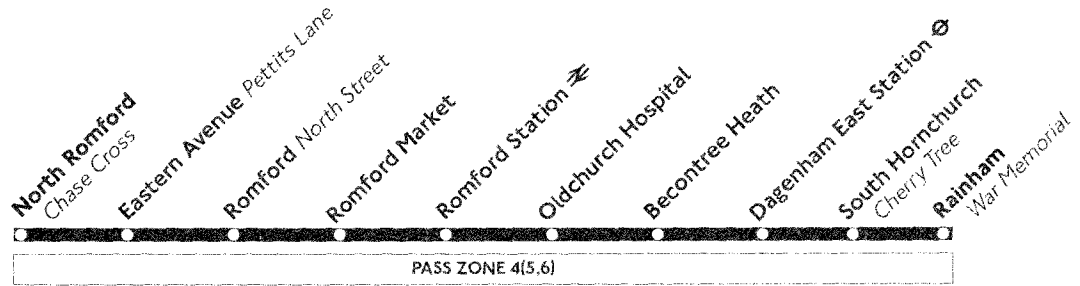 North Romford
Chase Cross
Eastern Avenue Pettits Lane
Romford North Street
Romford Market
Romford Station
Oldchurch Hospital
Becontree Heath
Dagenham East Station
South Hornchurch
Cherry Tree
Rainham
War Memorial
PASS ZONE 4(5,6)